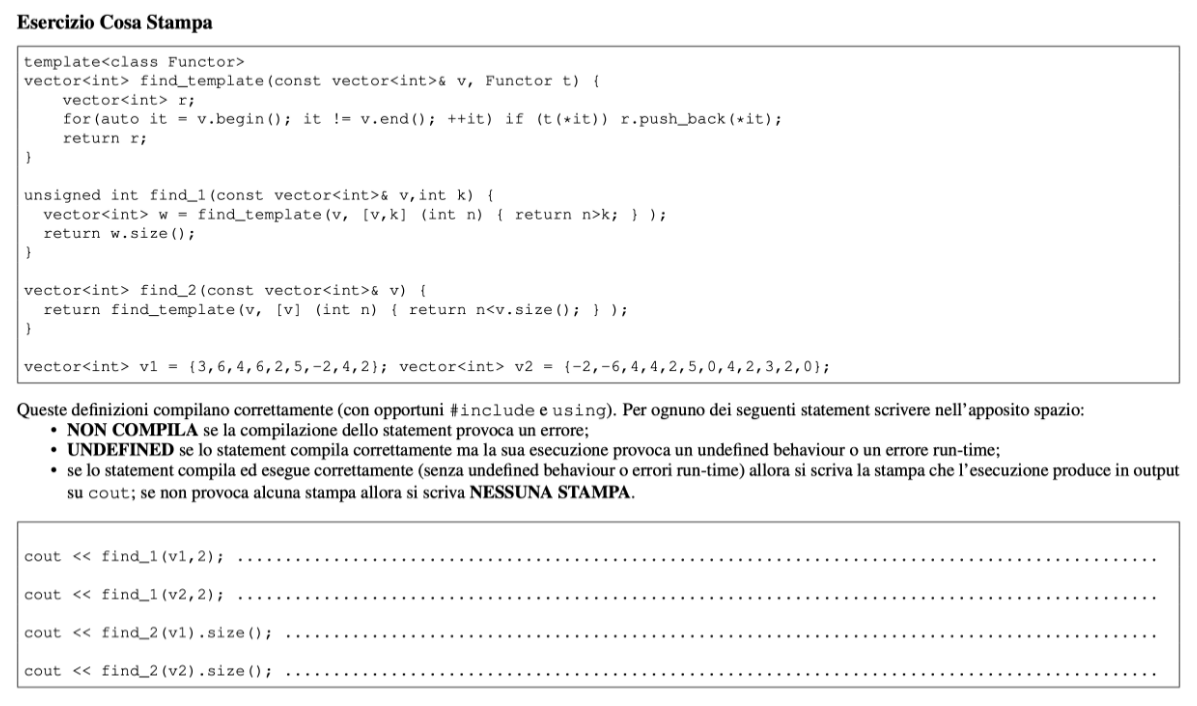 Esercizio Cosa Stampa
template<class Functor>
vector<int> find_template(const vector<int>& v, Functor t) {
    vector<int> r;
    for(auto it = v.begin(); it != v.end(); ++it) if (t(*it)) r.push_back(*it);
    return r;
}
unsigned int find_1(const vector<int>& v,int k) {
  vector<int> w = find_template(v, [v,k] (int n) { return n>k; } );
  return w.size();
}
vector<int> find_2(const vector<int>& v) {
  return find_template(v, [v] (int n) { return n<v.size(); } );
}
vector<int> v1 = {3,6,4,6,2,5,-2,4,2}; vector<int> v2 = {-2,-6,4,4,2,5,0,4,2,3,2,0};
Queste definizioni compilano correttamente (con opportuni #include e using). Per ognuno dei seguenti statement scrivere nell'apposito spazio:
• NON COMPILA se la compilazione dello statement provoca un errore;
• UNDEFINED se lo statement compila correttamente ma la sua esecuzione provoca un undefined behaviour o un errore run-time;
• se lo statement compila ed esegue correttamente (senza undefined behaviour o errori run-time) allora si scriva la stampa che l'esecuzione produce in output
su cout; se non provoca alcuna stampa allora si scriva NESSUNA STAMPA.
cout << find_1(v1,2); ................................................................................................
cout << find_1(v2,2); ................................................................................................
cout << find_2(v1).size(); ...........................................................................................
cout << find_2(v2).size(); ...........................................................................................